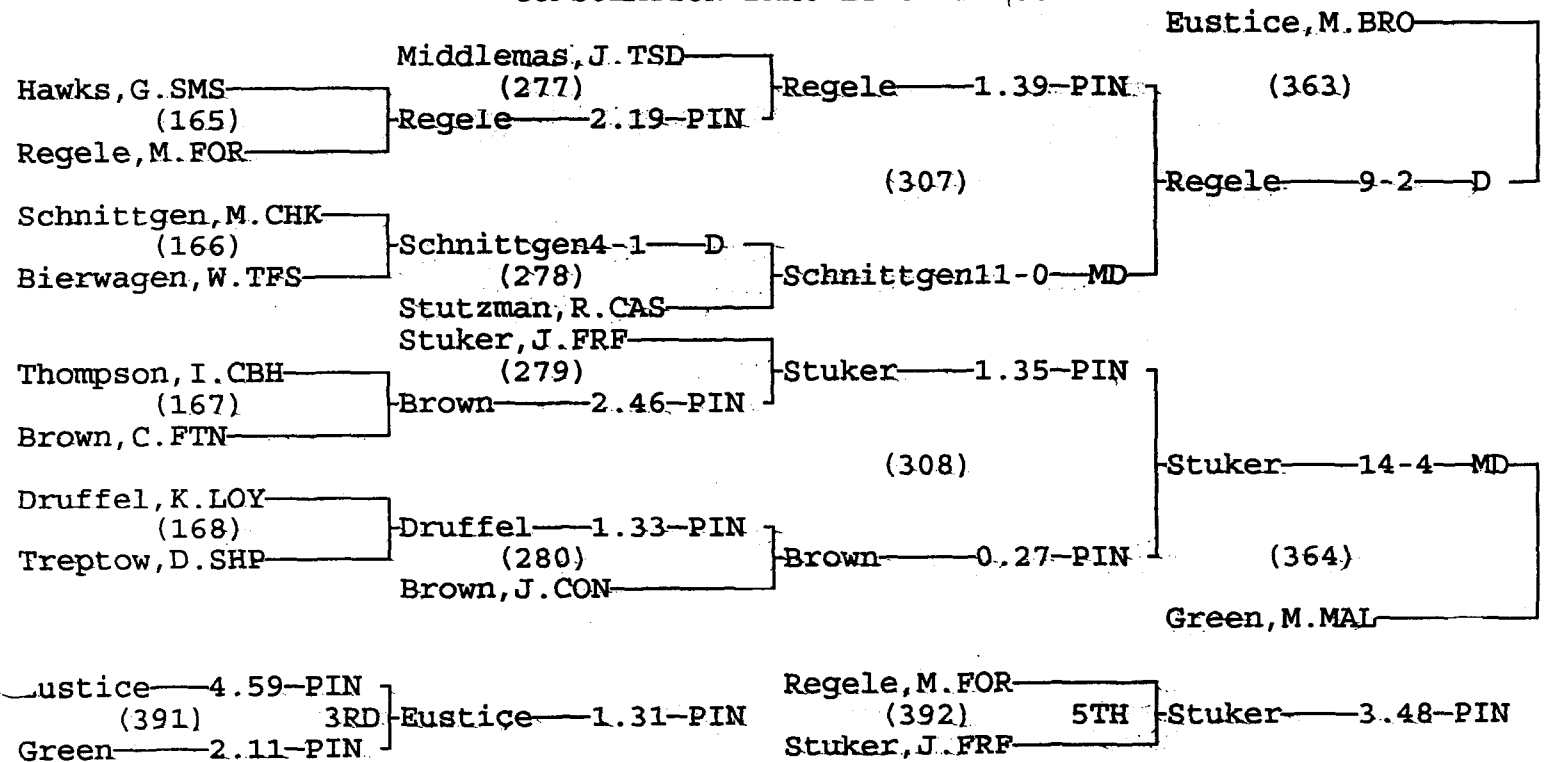 Eustice,M.BRO
Middlemas,J.TSD
Hawks,G.SMS (277) Regele 1.39-PIN (363)
(165) Regele 2.19-PIN
Regele,M.FOR
(307) Regele 9-2 D
Schnittgen,M.CHK
(166) Schnittgen4-1 D
Bierwagen,W.TFS (278) Schnittgen11-0 MD
Stutzman,R.CAS
Stuker,J.FRF
Thompson,I.CBH (279) Stuker 1.35-PIN
(167) Brown 2.46-PIN
Brown,C.FTN
(308) Stuker 14-4 MD
Druffel,K.LOY
(168) Druffel 1.33-PIN
Treptow,D.SHP (280) Brown 0.27-PIN (364)
Brown,J.CON
Green,M.MAL
ustice 4.59-PIN Regele,M.FOR
(391) 3RD Eustice 1.31-PIN (392) 5TH Stuker 3.48-PIN
Green 2.11-PIN Stuker,J.FRF